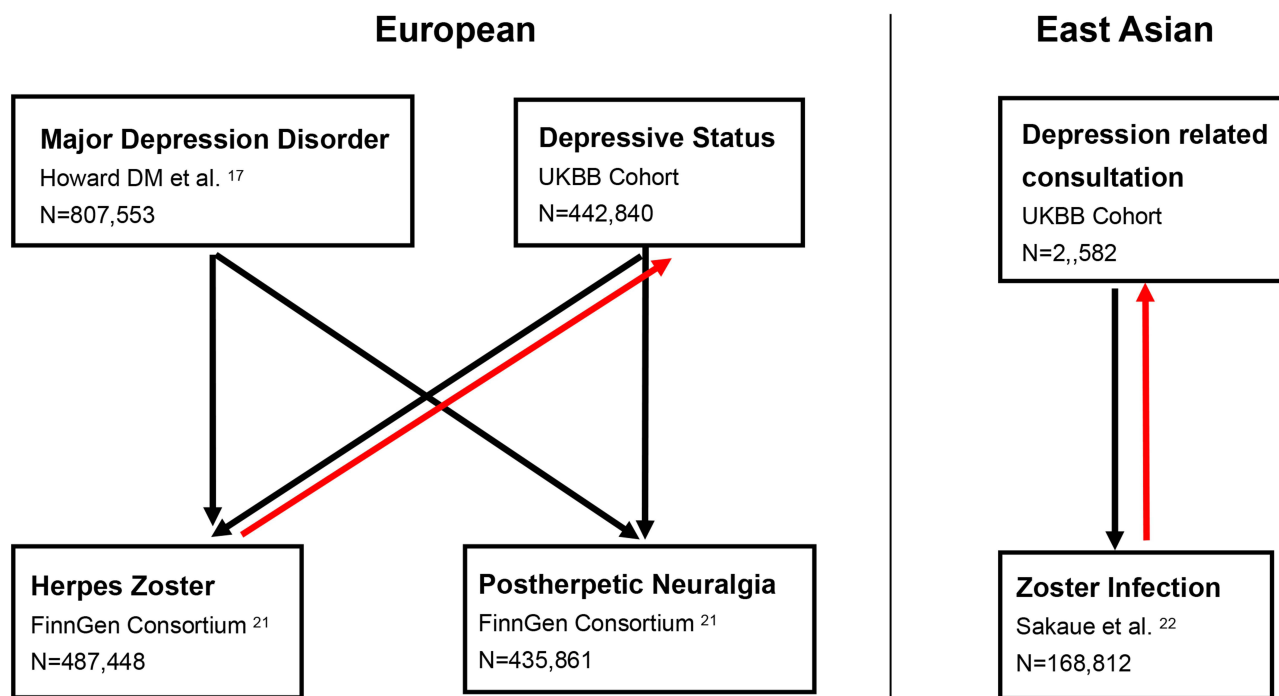 European
East Asian
Major Depression Disorder
Howard DM et al. 17
N=807,553
Depressive Status
UKBB Cohort
N=442,840
Depression related
consultation
UKBB Cohort
N=2,,582
Herpes Zoster
FinnGen Consortium 21
N=487,448
Postherpetic Neuralgia
FinnGen Consortium 21
N=435,861
Zoster Infection
Sakaue et al. 22
N=168,812